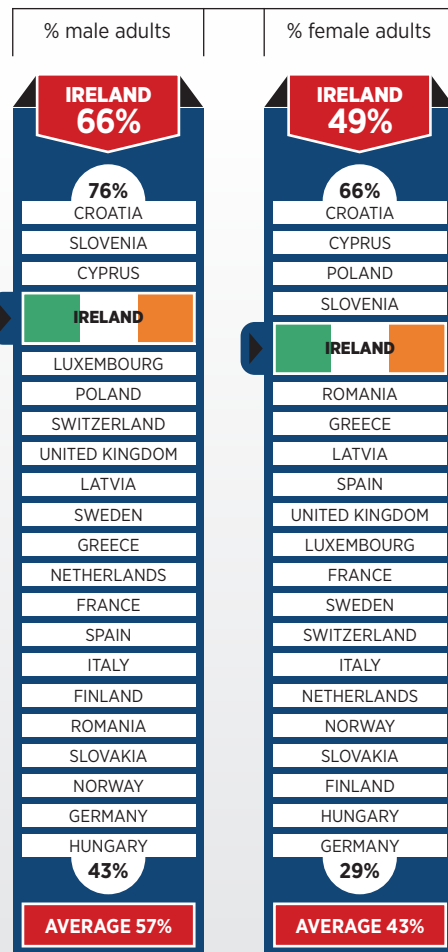 % male adults
IRELAND
66%
76%
CROATIA
SLOVENIA
CYPRUS
IRELAND
LUXEMBOURG
POLAND
SWITZERLAND
UNITED KINGDOM
LATVIA
SWEDEN
GREECE
NETHERLANDS
FRANCE
SPAIN
ITALY
FINLAND
ROMANIA
SLOVAKIA
NORWAY
GERMANY
HUNGARY
43%
AVERAGE 57%
% female adults
IRELAND
49%
66%
CROATIA
CYPRUS
POLAND
SLOVENIA
IRELAND
ROMANIA
GREECE
LATVIA
SPAIN
UNITED KINGDOM
LUXEMBOURG
FRANCE
SWEDEN
SWITZERLAND
ITALY
NETHERLANDS
NORWAY
SLOVAKIA
FINLAND
HUNGARY
GERMANY
29%
AVERAGE 43%